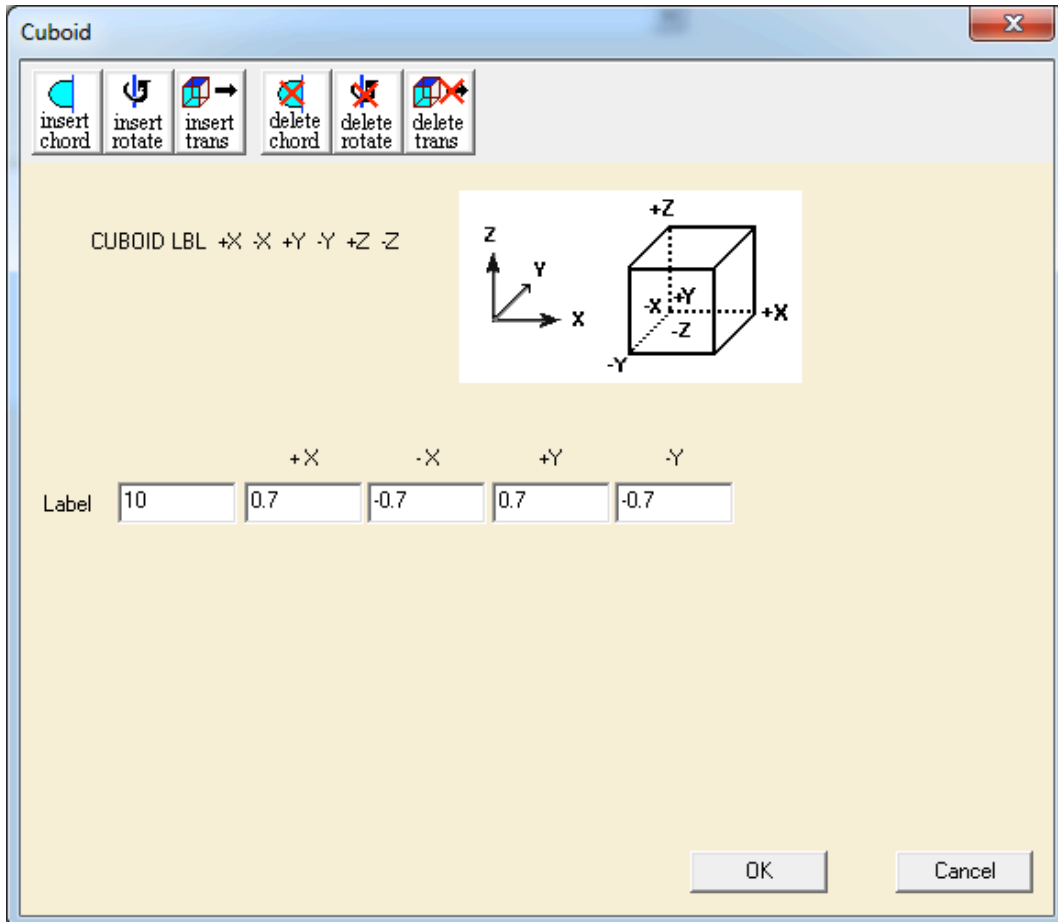 Cuboid
X
insert chord
insert rotate
insert trans
delete chord
delete rotate
delete trans
CUBOID LBL +X -X +Y -Y +Z -Z
+Z
Z
Y
X
-X
+Y
+X
-Z
-Y
+X -X +Y -Y
Label 10 0.7 -0.7 0.7 -0.7
OK Cancel